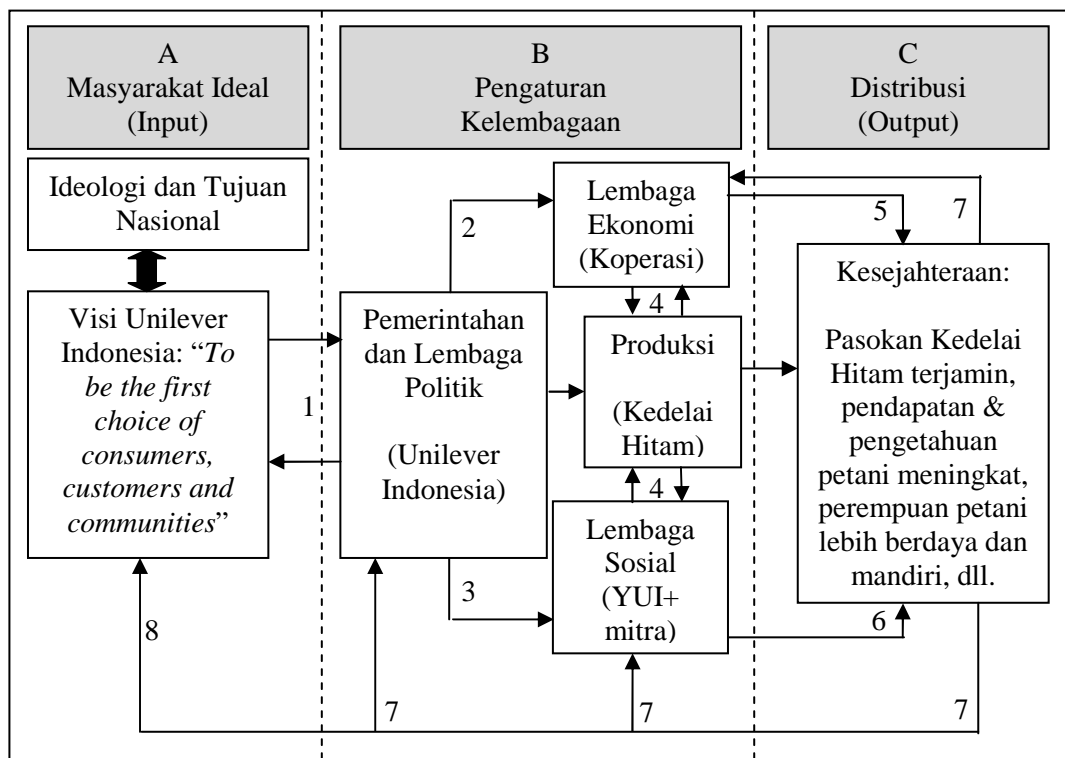 A
Masyarakat Ideal
(Input)
Ideologi dan Tujuan
Nasional
Visi Unilever
Indonesia: “To
be the first
choice of
consumers,
customers and
communities”
1
8
B
Pengaturan
Kelembagaan
Pemerintahan
dan Lembaga
Politik
(Unilever
Indonesia)
2
3
7
Lembaga
Ekonomi
(Koperasi)
4
Produksi
(Kedelai
Hitam)
4
Lembaga
Sosial
(YUI+
mitra)
7
C
Distribusi
(Output)
5
7
Kesejahteraan:
Pasokan Kedelai
Hitam terjamin,
pendapatan &
pengetahuan
petani meningkat,
perempuan petani
lebih berdaya dan
mandiri, dll.
6
7